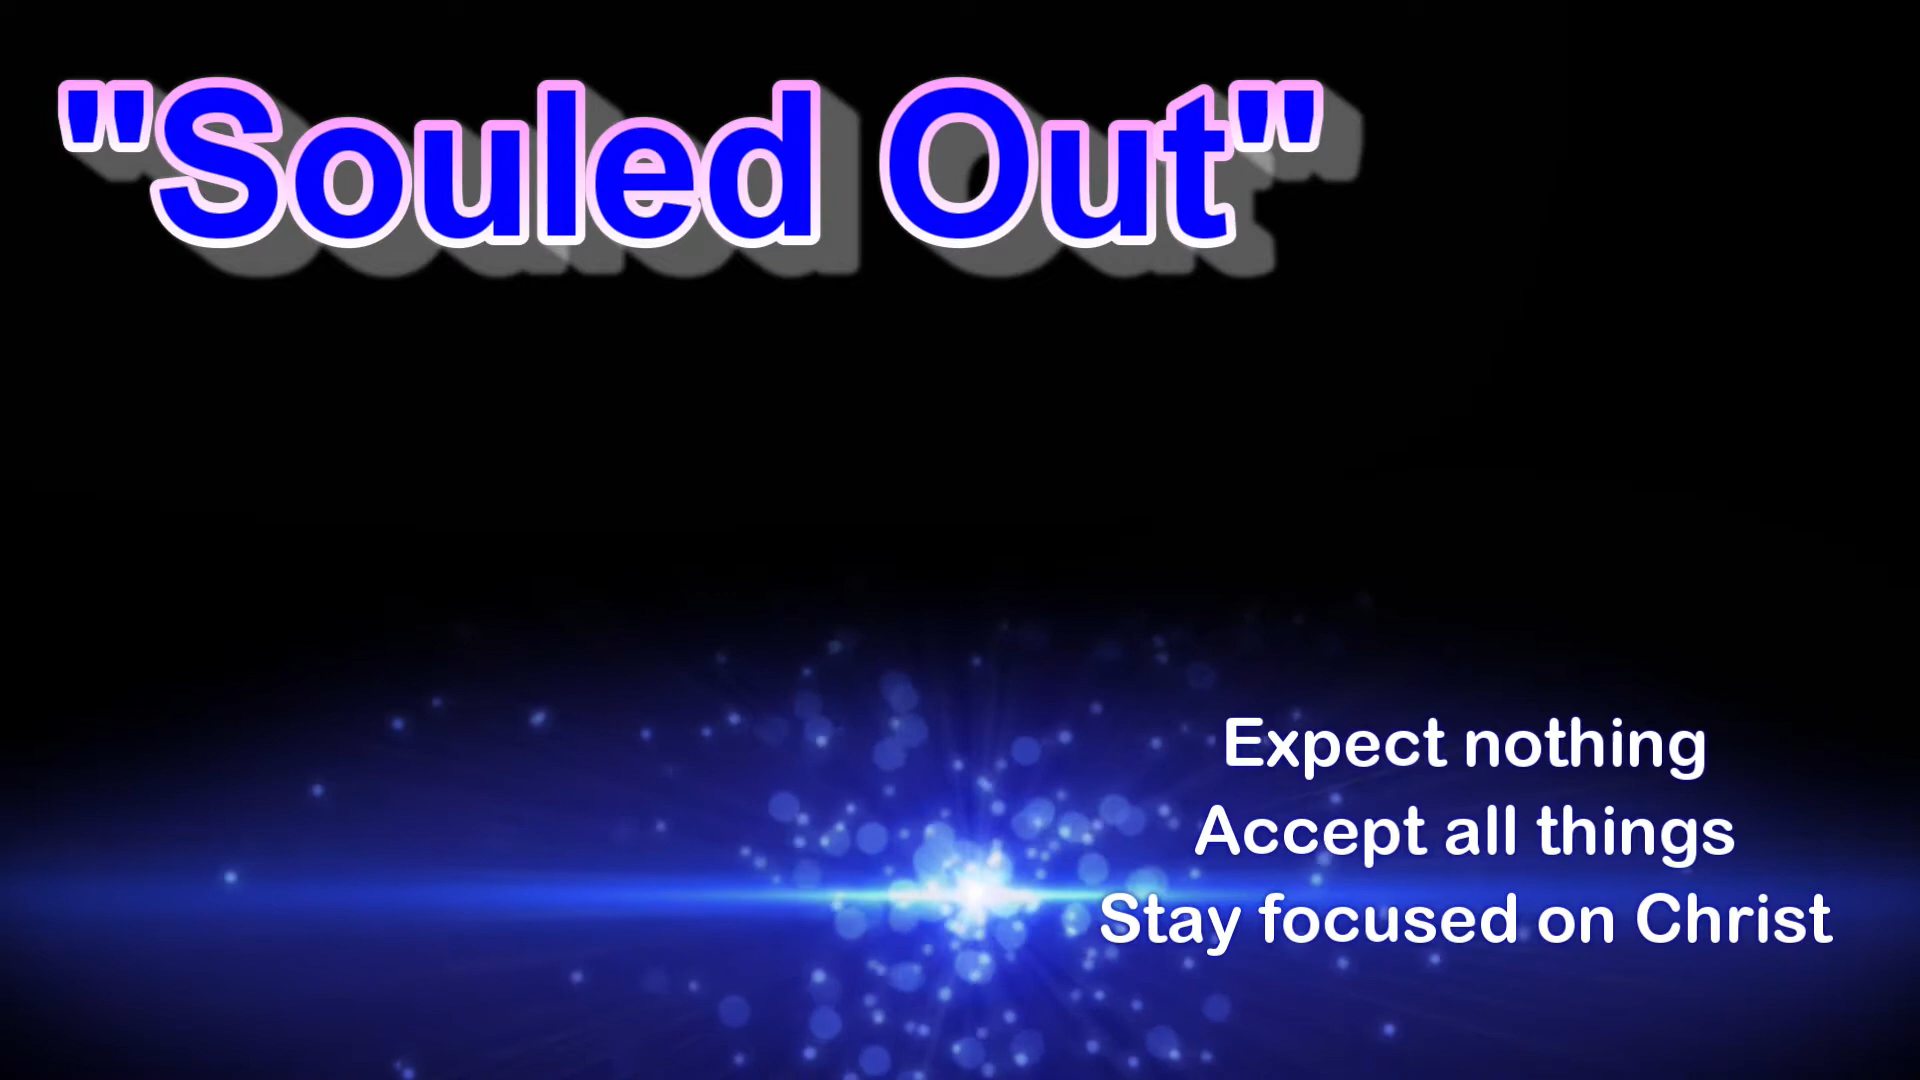 "Souled Out"
Expect nothing
Accept all things
Stay focused on Christ